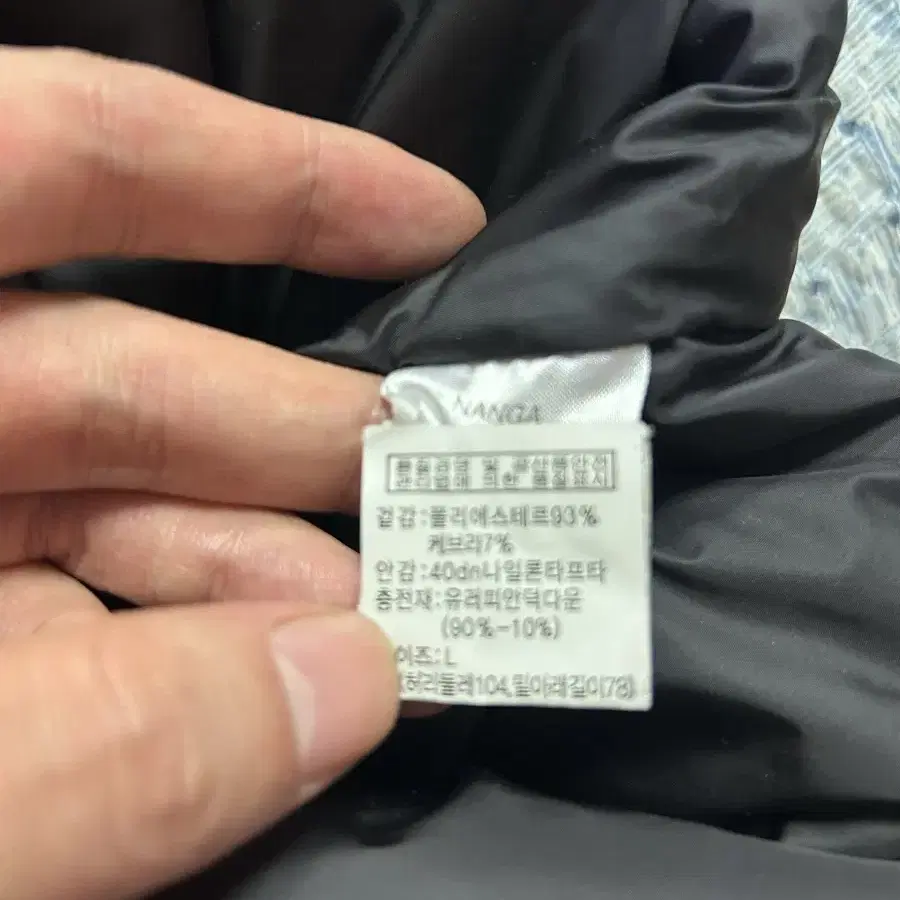 NANGA
품질경영 및 공산품안전
관리법에 의한 품질표시
겉감:폴리에스테르93%
케브라7%
안감:40dn나일론타프타
충전재:유러피안덕다운
(90%-10%)
이즈:L
(허리둘레104,밑아래길이(78)